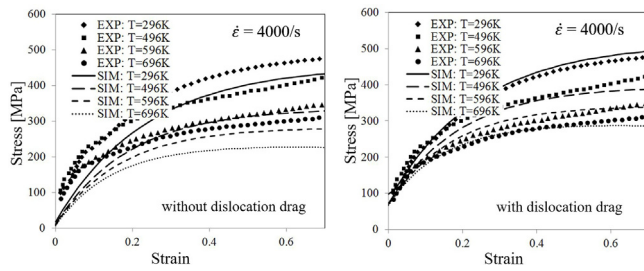 600
500
400
300
200
100
0
Stress [MPa]
EXP: T=296K
EXP: T=496K
EXP: T=596K
EXP: T=696K
SIM: T=296K
SIM: T=496K
SIM: T=596K
SIM: T=696K
ε̇ = 4000/s
without dislocation drag
0 0.2 0.4 0.6
Strain
600
500
400
300
200
100
0
Stress [MPa]
EXP: T=296K
EXP: T=496K
EXP: T=596K
EXP: T=696K
SIM: T=296K
SIM: T=496K
SIM: T=596K
SIM: T=696K
ε̇ = 4000/s
with dislocation drag
0 0.2 0.4 0.6
Strain